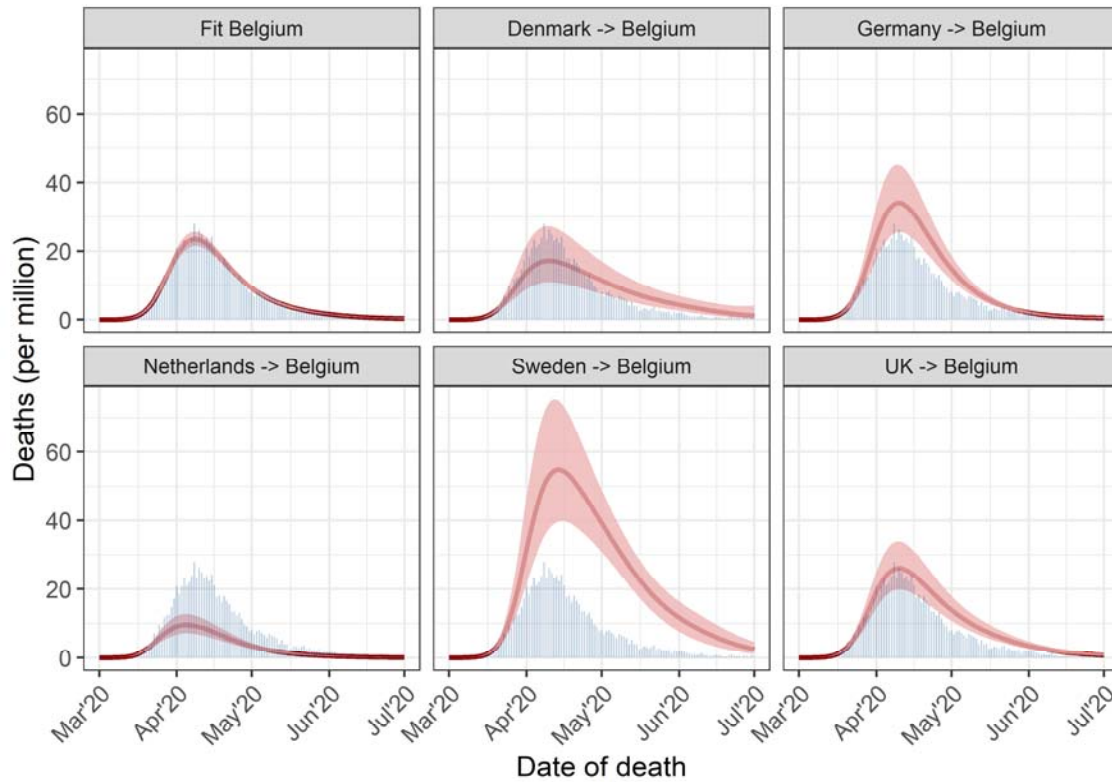 Fit Belgium
Denmark -> Belgium
Germany -> Belgium
60
40
20
0
Netherlands -> Belgium
Sweden -> Belgium
UK -> Belgium
60
40
20
0
Deaths (per million)
Mar'20
Apr'20
May'20
Jun'20
Jul'20
Mar'20
Apr'20
May'20
Jun'20
Jul'20
Mar'20
Apr'20
May'20
Jun'20
Jul'20
Date of death